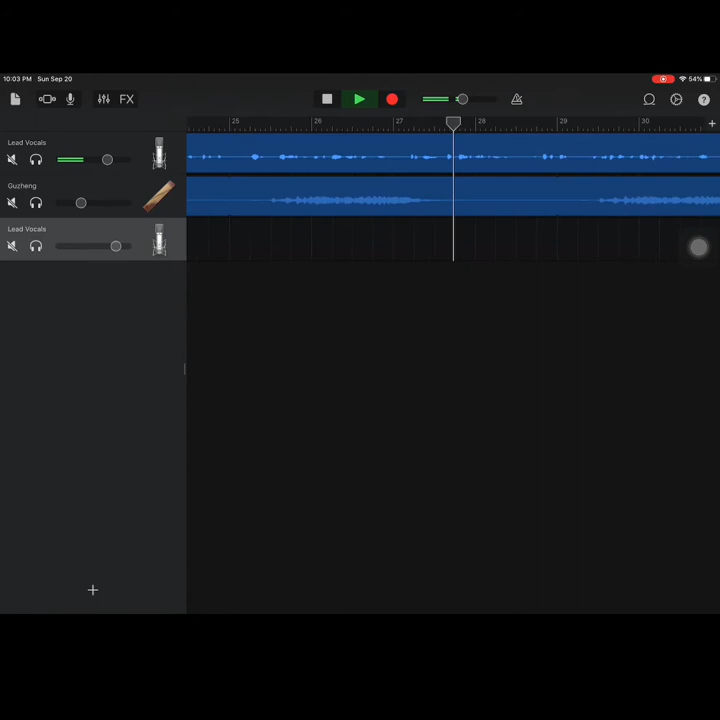 10:03 PM Sun Sep 20 54%
FX
25 26 27 28 29 30
Lead Vocals
Guzheng
Lead Vocals